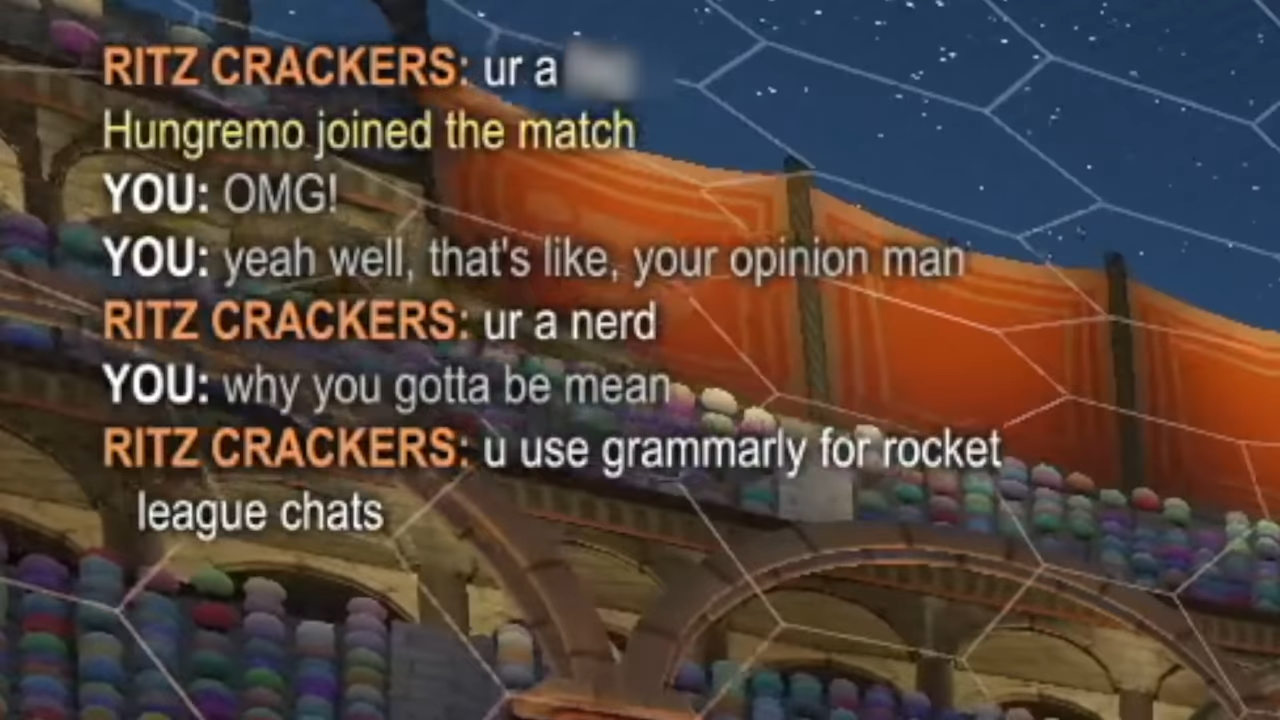 RITZ CRACKERS: ur a
Hungremo joined the match
YOU: OMG!
YOU: yeah well, that's like, your opinion man
RITZ CRACKERS: ur a nerd
YOU: why you gotta be mean
RITZ CRACKERS: u use grammarly for rocket
league chats